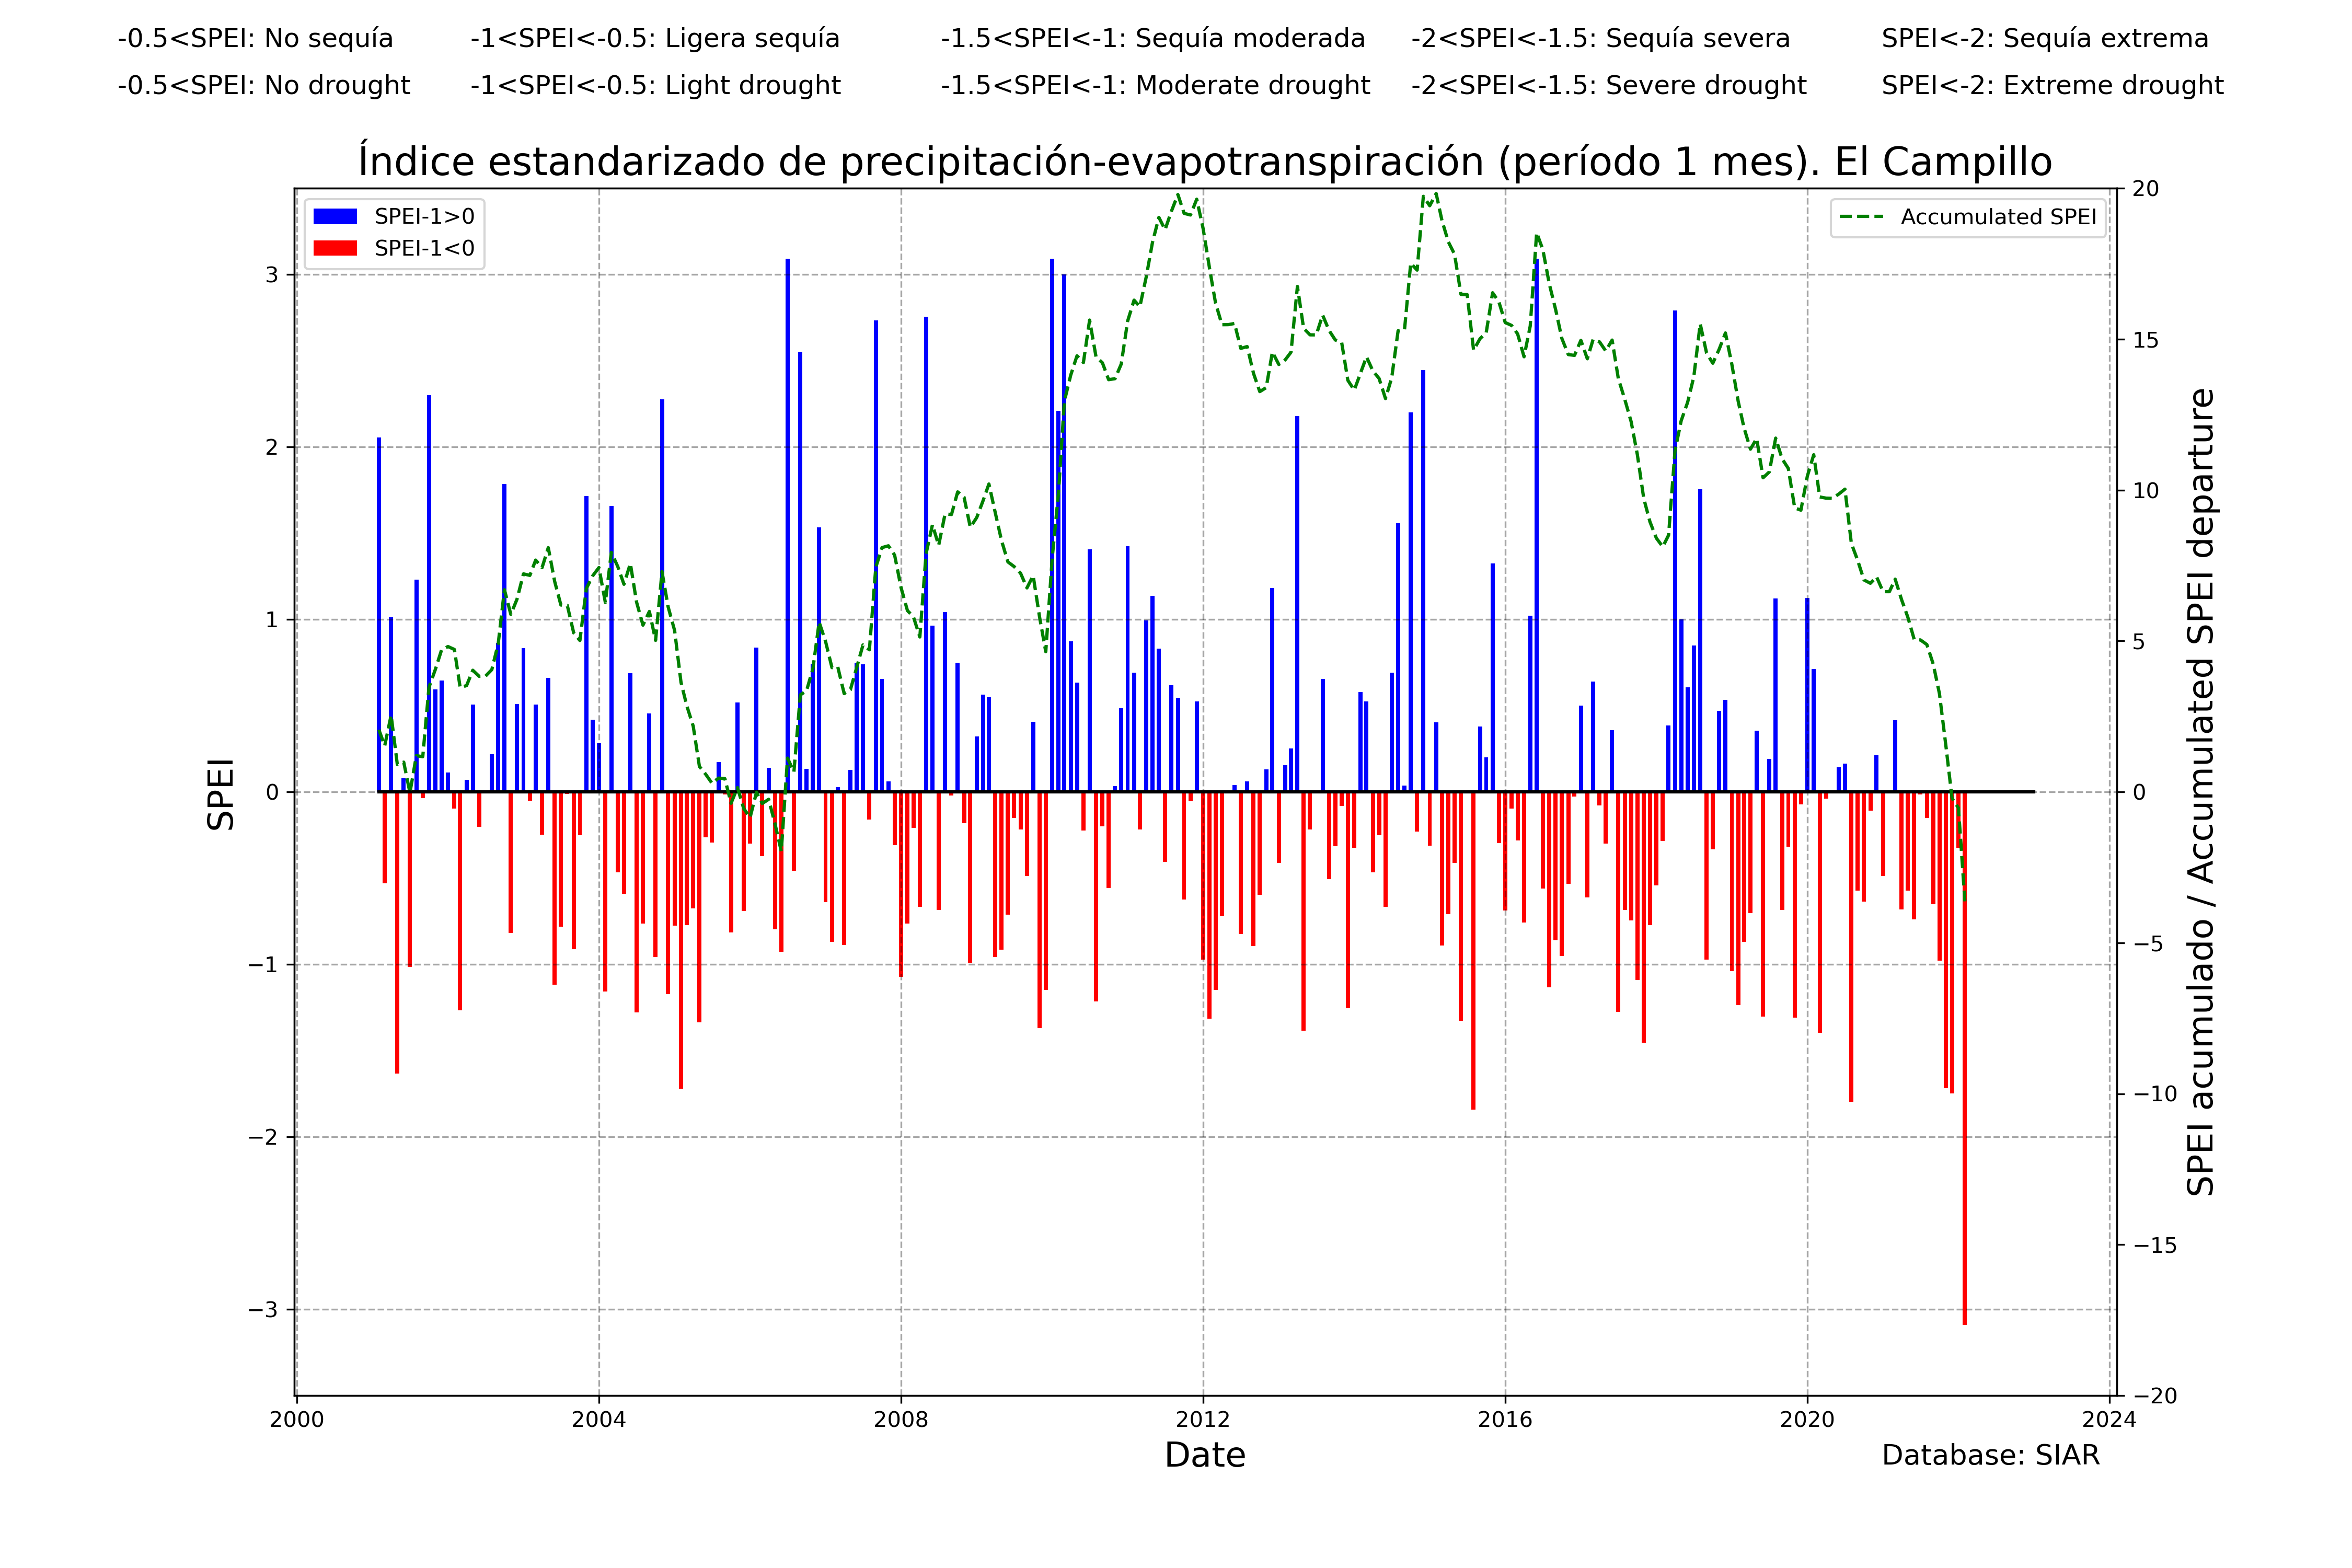 -0.5<SPEI: No sequía -1<SPEI<-0.5: Ligera sequía -1.5<SPEI<-1: Sequía moderada -2<SPEI<-1.5: Sequía severa SPEI<-2: Sequía extrema
-0.5<SPEI: No drought -1<SPEI<-0.5: Light drought -1.5<SPEI<-1: Moderate drought -2<SPEI<-1.5: Severe drought SPEI<-2: Extreme drought
Índice estandarizado de precipitación-evapotranspiración (período 1 mes). El Campillo
SPEI-1>0
SPEI-1<0
Accumulated SPEI
SPEI
3
2
1
0
−1
−2
−3
20
15
10
5
0
−5
−10
−15
−20
SPEI acumulado / Accumulated SPEI departure
2000 2004 2008 2012 2016 2020 2024
Date
Database: SIAR